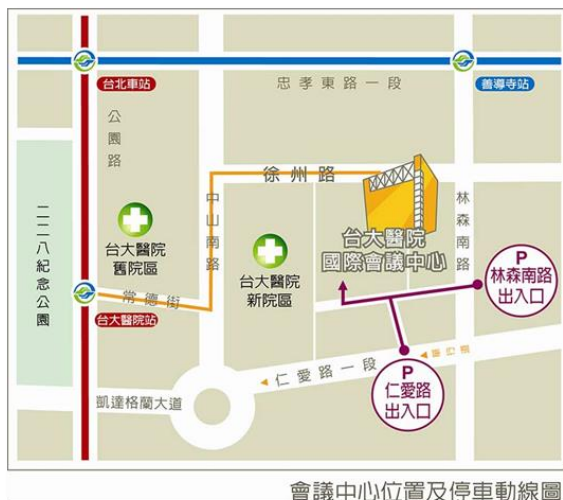 台北車站
忠孝東路一段
善導寺站
公園路
徐州路
中山南路
林森南路
二二八紀念公園
台大醫院
舊院區
台大醫院
新院區
台大醫院
國際會議中心
P
林森南路
出入口
常德街
台大醫院站
仁愛路一段
P
仁愛路
出入口
凱達格蘭大道
會議中心位置及停車動線圖